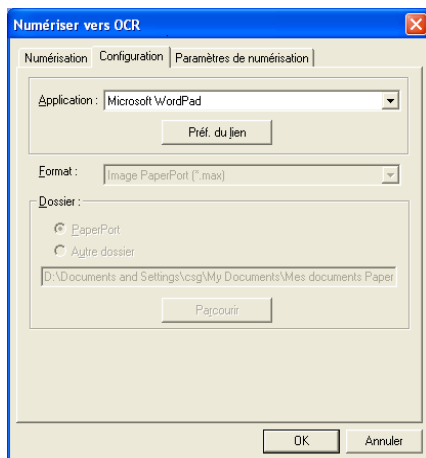 Numériser vers OCR
Numérisation Configuration Paramètres de numérisation
Application : Microsoft WordPad
Préf. du lien
Format : Image PaperPort (*.max)
Dossier :
PaperPort
Autre dossier
D:\Documents and Settings\csg\My Documents\Mes documents Paper
Parcourir
OK Annuler